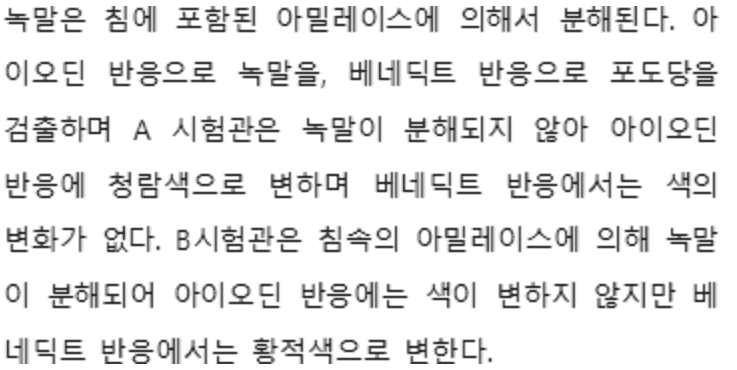 녹말은 침에 포함된 아밀레이스에 의해서 분해된다. 아
이오딘 반응으로 녹말을, 베네딕트 반응으로 포도당을
검출하며 A 시험관은 녹말이 분해되지 않아 아이오딘
반응에 청람색으로 변하며 베네딕트 반응에서는 색의
변화가 없다. B시험관은 침속의 아밀레이스에 의해 녹말
이 분해되어 아이오딘 반응에는 색이 변하지 않지만 베
네딕트 반응에서는 황적색으로 변한다.